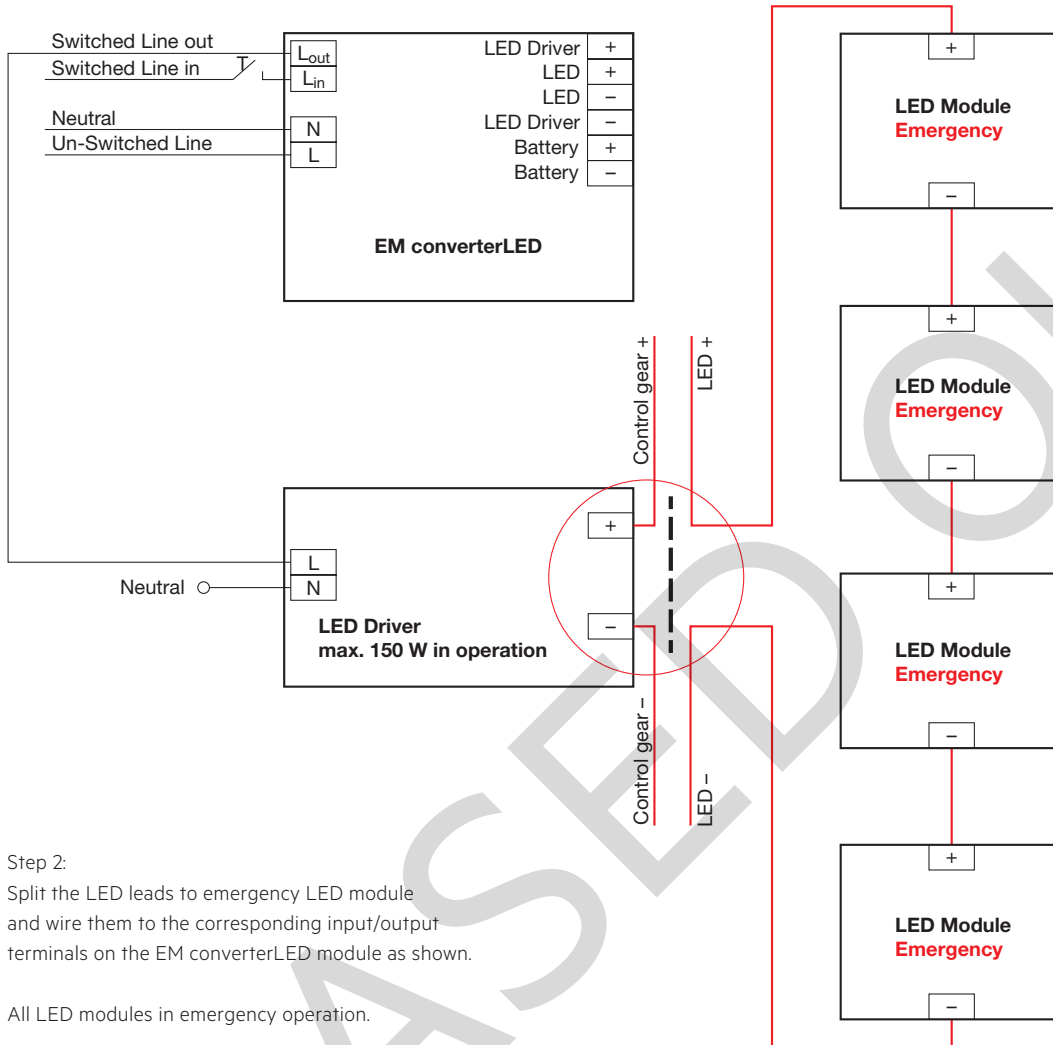 Switched Line out
Switched Line in
Neutral
Un-Switched Line
Lout
Lin
N
L
LED Driver +
LED +
LED –
LED Driver –
Battery +
Battery –
EM converterLED
Control gear +
LED +
L
N
Neutral
+
–
LED Driver
max. 150 W in operation
Control gear –
LED –
+
LED Module
Emergency
–
+
LED Module
Emergency
–
+
LED Module
Emergency
–
+
LED Module
Emergency
–
Step 2:
Split the LED leads to emergency LED module
and wire them to the corresponding input/output
terminals on the EM converterLED module as shown.
All LED modules in emergency operation.